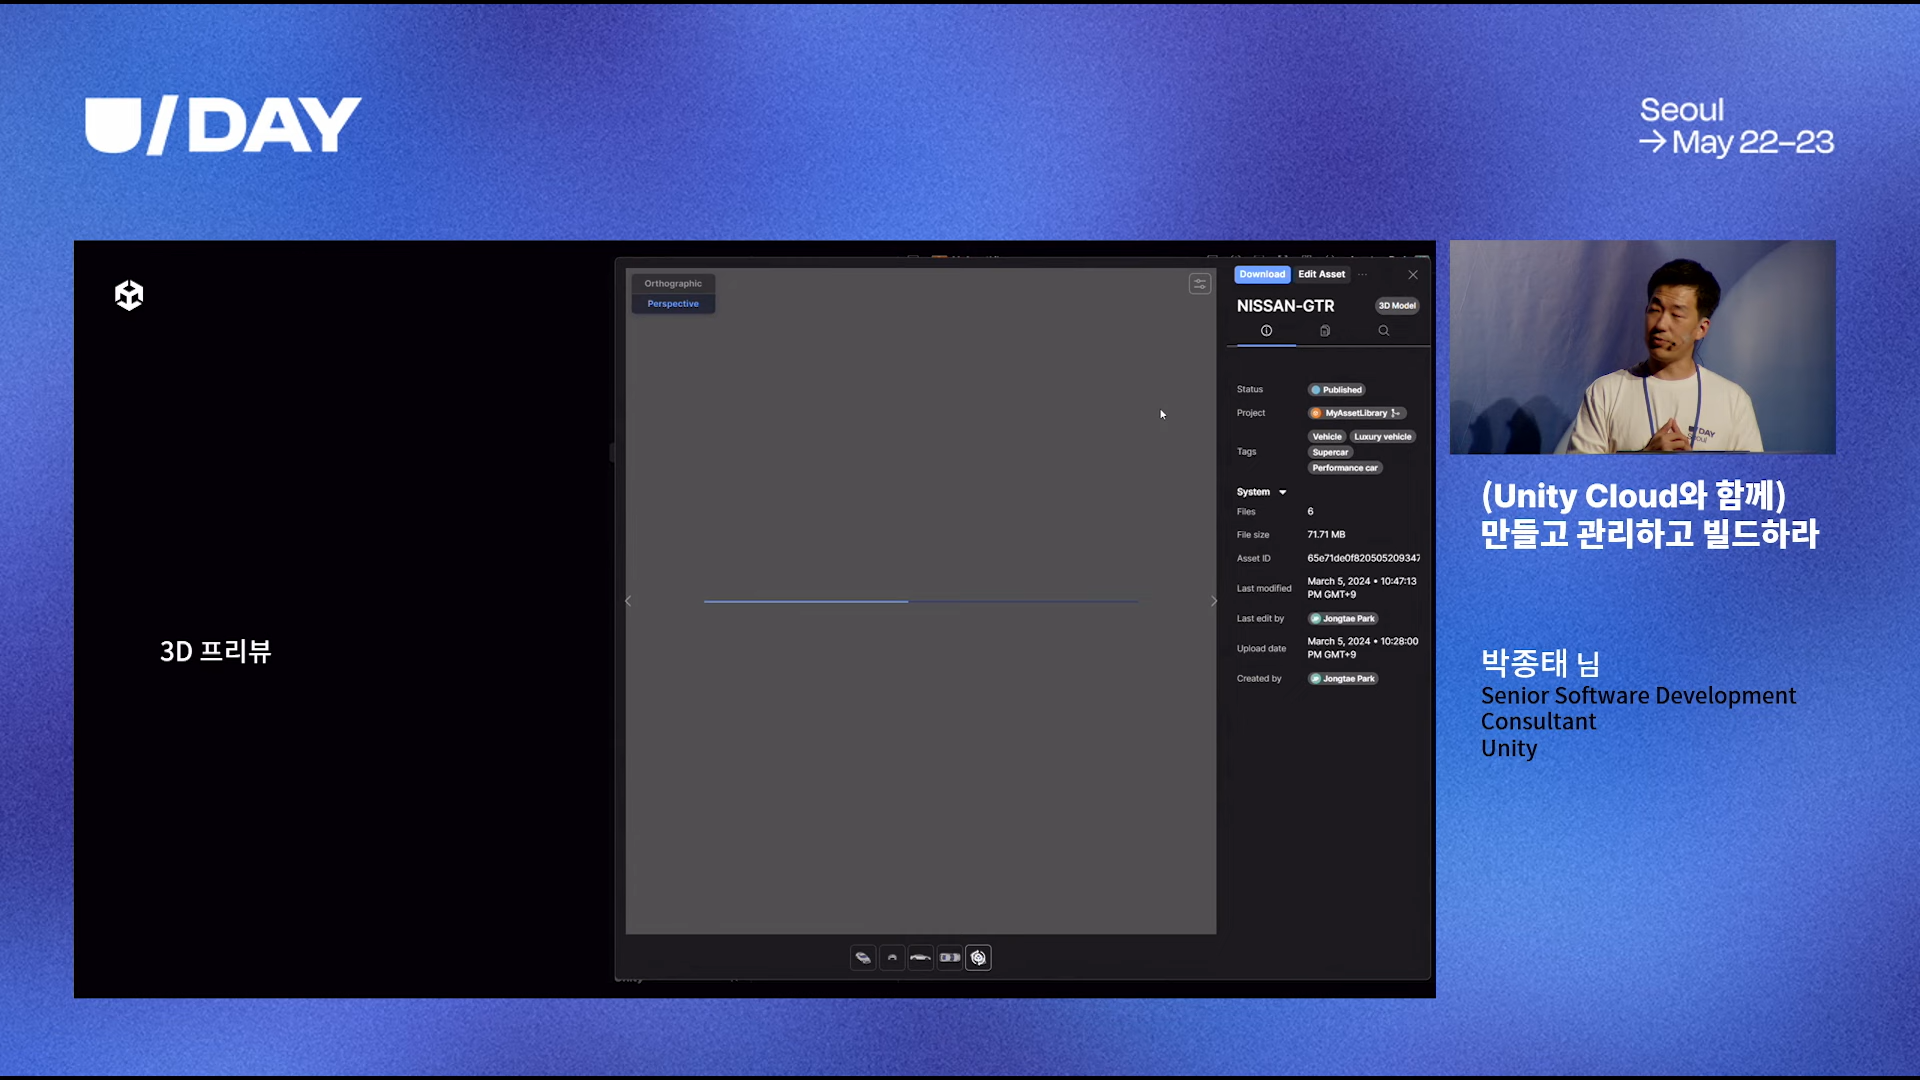 U/DAY
Seoul
→ May 22–23
3D 프리뷰
Orthographic
Perspective
Download Edit Asset ...
NISSAN-GTR 3D Model
Status Published
Project MyAssetLibrary
Tags Vehicle Luxury vehicle
Supercar
Performance car
System
Files 6
File size 71.71 MB
Asset ID 65e71de0f820505209347
Last modified March 5, 2024 • 10:47:13
PM GMT+9
Last edit by Jongtae Park
Upload date March 5, 2024 • 10:28:00
PM GMT+9
Created by Jongtae Park
U/DAY
Seoul
(Unity Cloud와 함께)
만들고 관리하고 빌드하라
박종태 님
Senior Software Development
Consultant
Unity